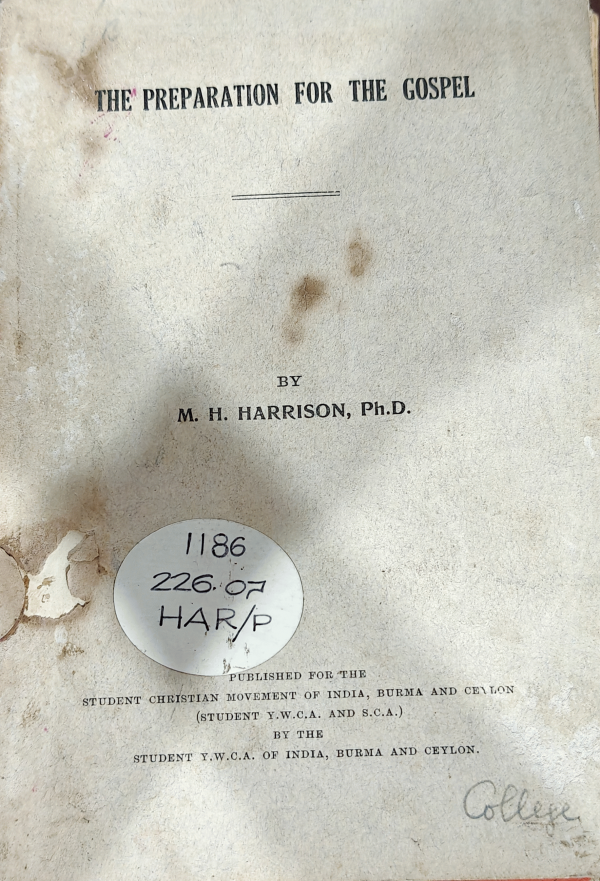 THE PREPARATION FOR THE GOSPEL
BY
M. H. HARRISON, Ph.D.
1186
226.07
HAR/P
PUBLISHED FOR THE
STUDENT CHRISTIAN MOVEMENT OF INDIA, BURMA AND CEYLON
(STUDENT Y.W.C.A. AND S.C.A.)
BY THE
STUDENT Y.W.C.A. OF INDIA, BURMA AND CEYLON.
College